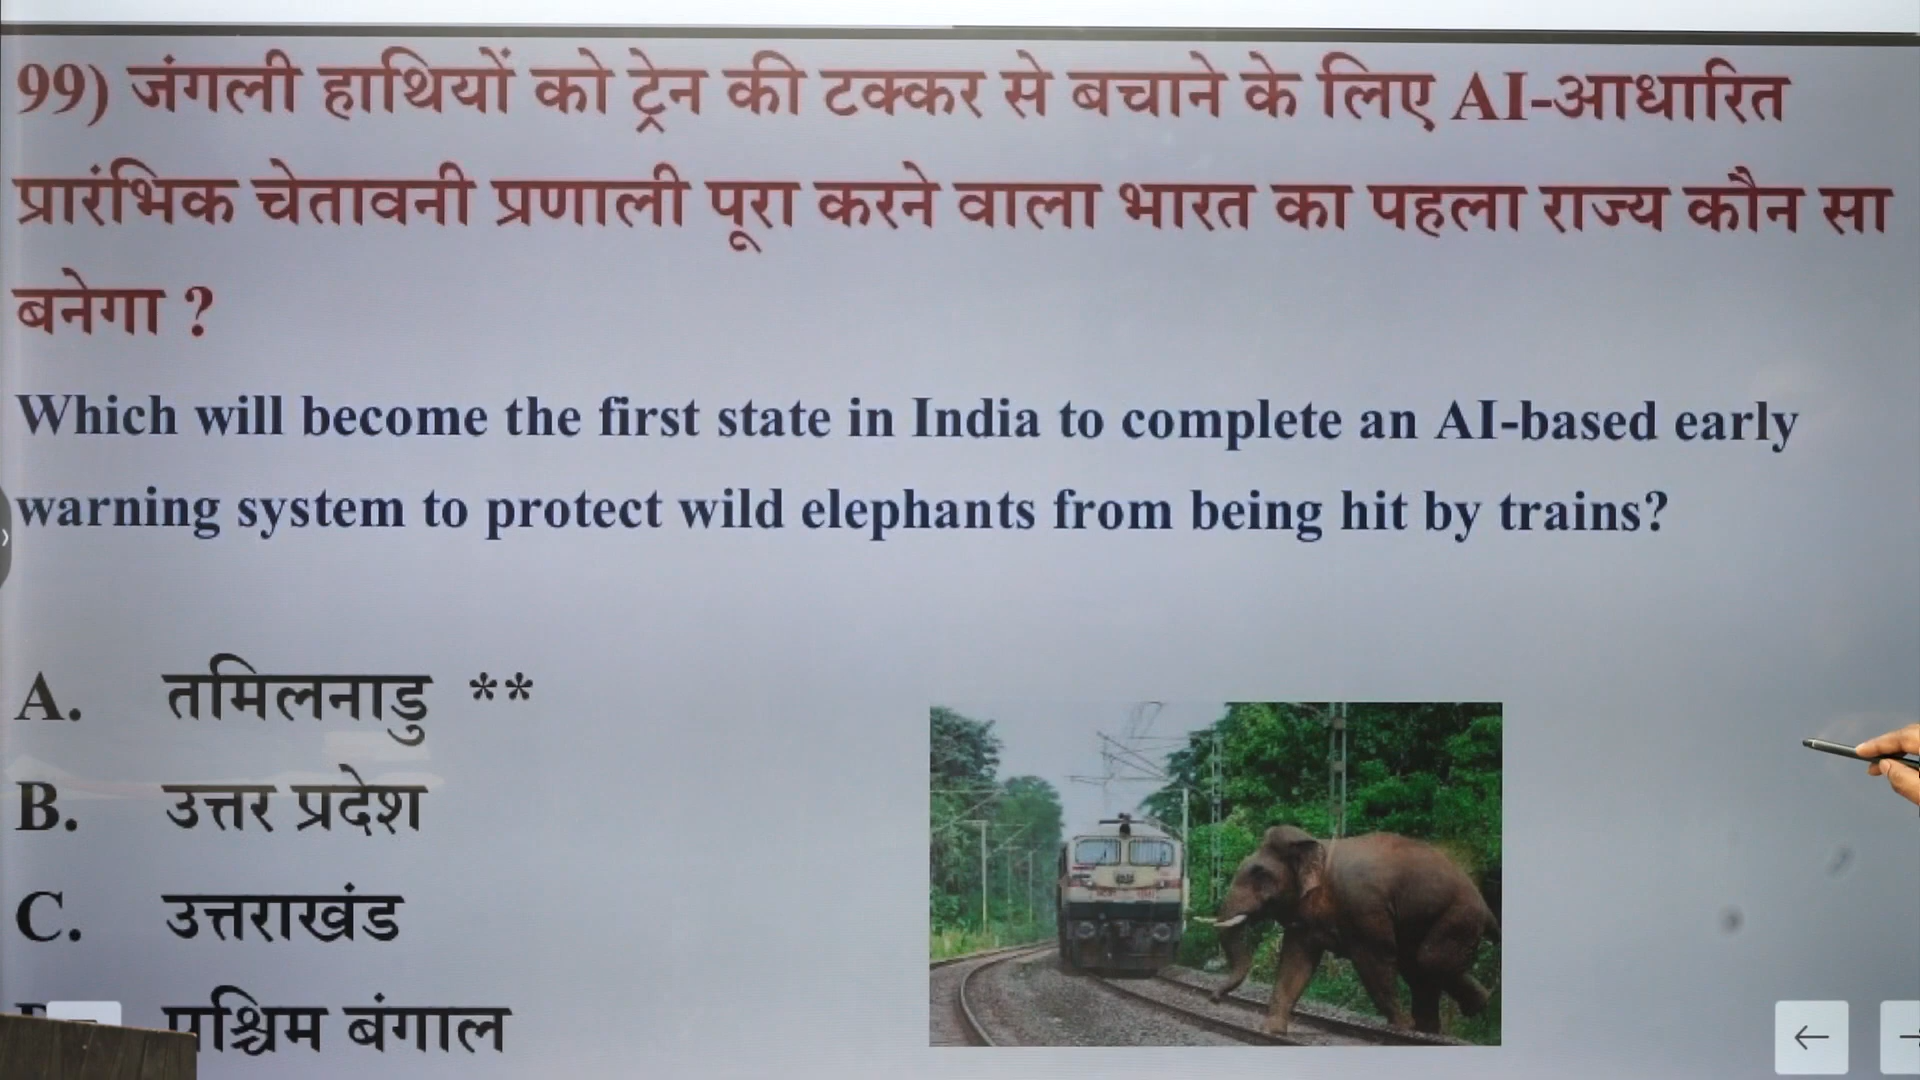 99) जंगली हाथियों को ट्रेन की टक्कर से बचाने के लिए AI-आधारित
प्रारंभिक चेतावनी प्रणाली पूरा करने वाला भारत का पहला राज्य कौन सा
बनेगा ?
Which will become the first state in India to complete an AI-based early
warning system to protect wild elephants from being hit by trains?
A. तमिलनाडु **
B. उत्तर प्रदेश
C. उत्तराखंड
पश्चिम बंगाल